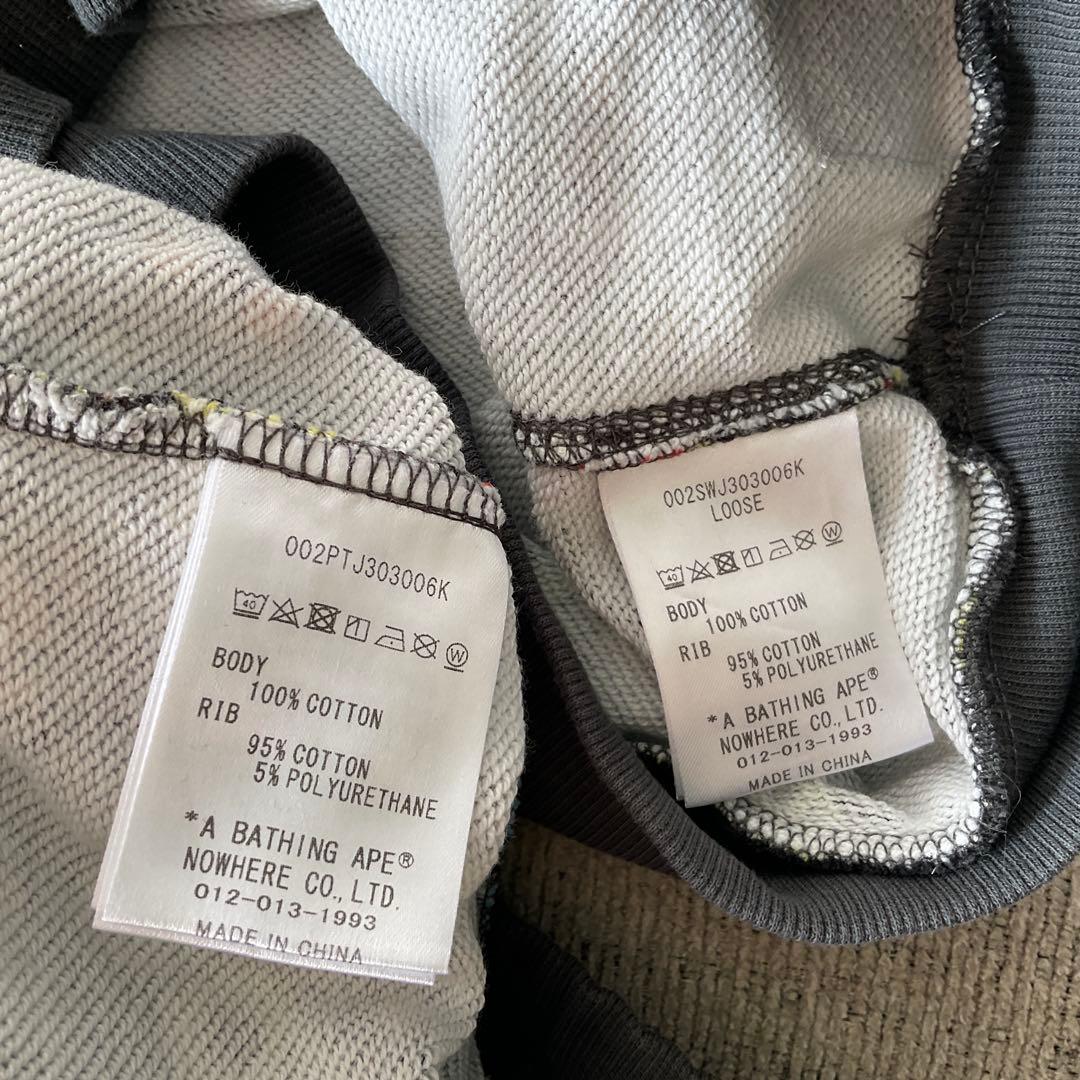 002PTJ303006K
40 W
BODY
100% COTTON
RIB
95% COTTON
5% POLYURETHANE
*A BATHING APE®
NOWHERE CO., LTD.
012-013-1993
MADE IN CHINA
002SWJ303006K
LOOSE
40 W
BODY
100% COTTON
RIB
95% COTTON
5% POLYURETHANE
*A BATHING APE®
NOWHERE CO., LTD.
012-013-1993
MADE IN CHINA